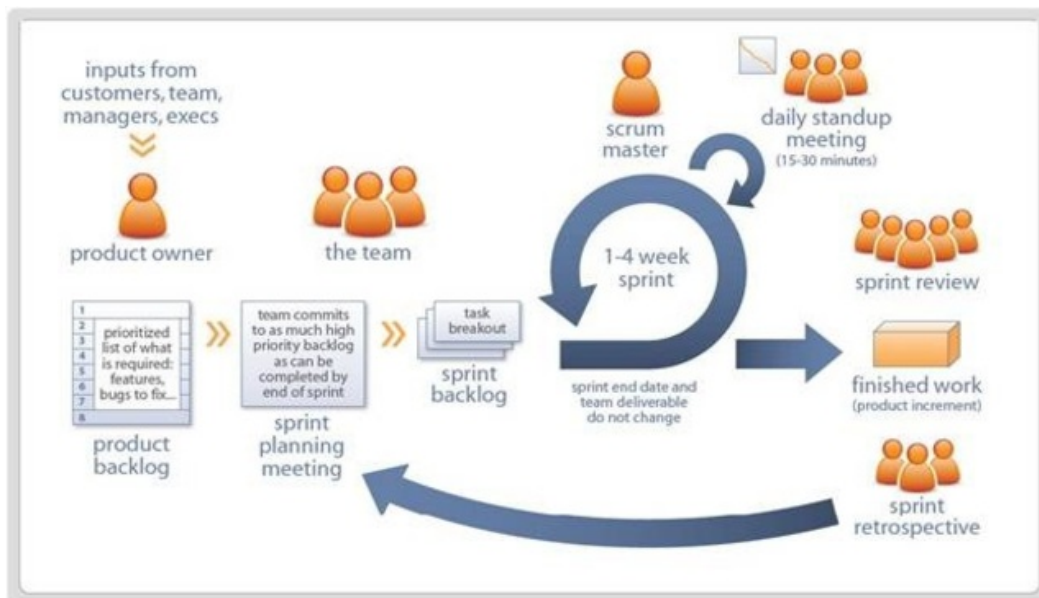 inputs from
customers, team,
managers, execs
product owner
the team
scrum
master
daily standup
meeting
(15-30 minutes)
1-4 week
sprint
sprint review
1
2
3
4
5
6
7
8
prioritized
list of what
is required:
features,
bugs to fix...
product
backlog
team commits
to as much high
priority backlog
as can be
completed by
end of sprint
sprint
planning
meeting
task
breakout
sprint
backlog
sprint end date and
team deliverable
do not change
finished work
(product increment)
sprint
retrospective